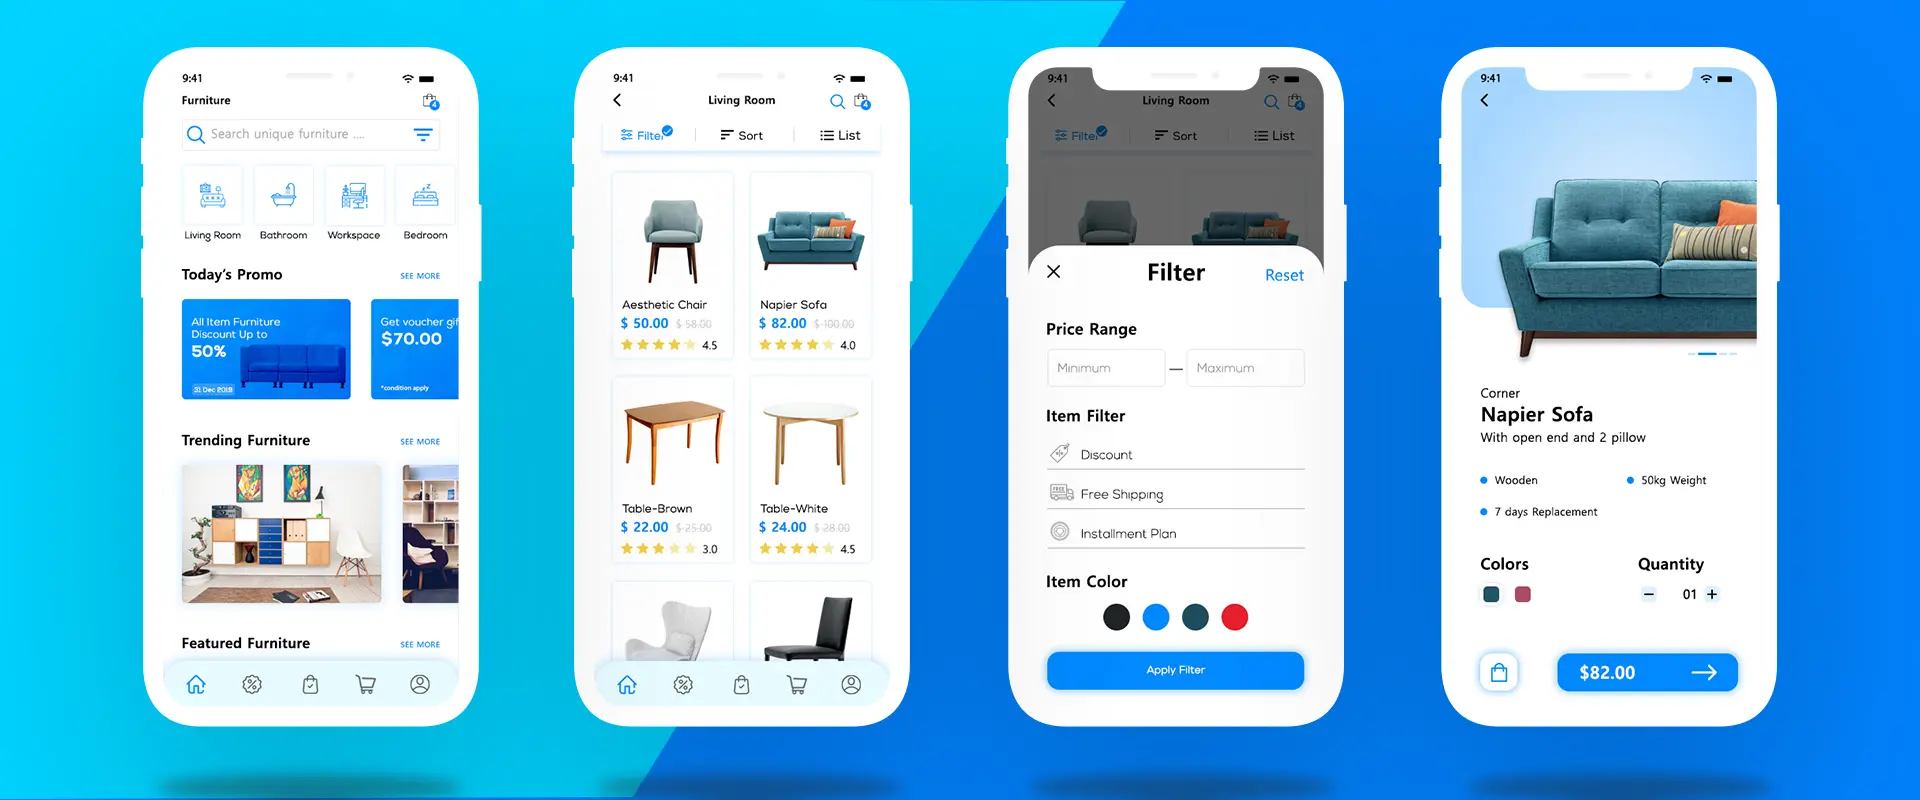 9:41
Furniture
4
Search unique furniture ....
Living Room
Bathroom
Workspace
Bedroom
Today's Promo
SEE MORE
All Item Furniture
Discount Up to
50%
31 Dec 2019
Get voucher gif
$70.00
*condition apply
Trending Furniture
SEE MORE
Featured Furniture
SEE MORE
9:41
Living Room
4
Filter
Sort
List
Aesthetic Chair
$ 50.00 $ 58.00
4.5
Napier Sofa
$ 82.00 $ 100.00
4.0
Table-Brown
$ 22.00 $ 25.00
3.0
Table-White
$ 24.00 $ 28.00
4.5
9:41
Living Room
4
Filter
Sort
List
Filter
Reset
Price Range
Minimum
Maximum
Item Filter
Discount
FREE
Free Shipping
Installment Plan
Item Color
Apply Filter
9:41
Corner
Napier Sofa
With open end and 2 pillow
Wooden
50kg Weight
7 days Replacement
Colors
Quantity
01
$82.00